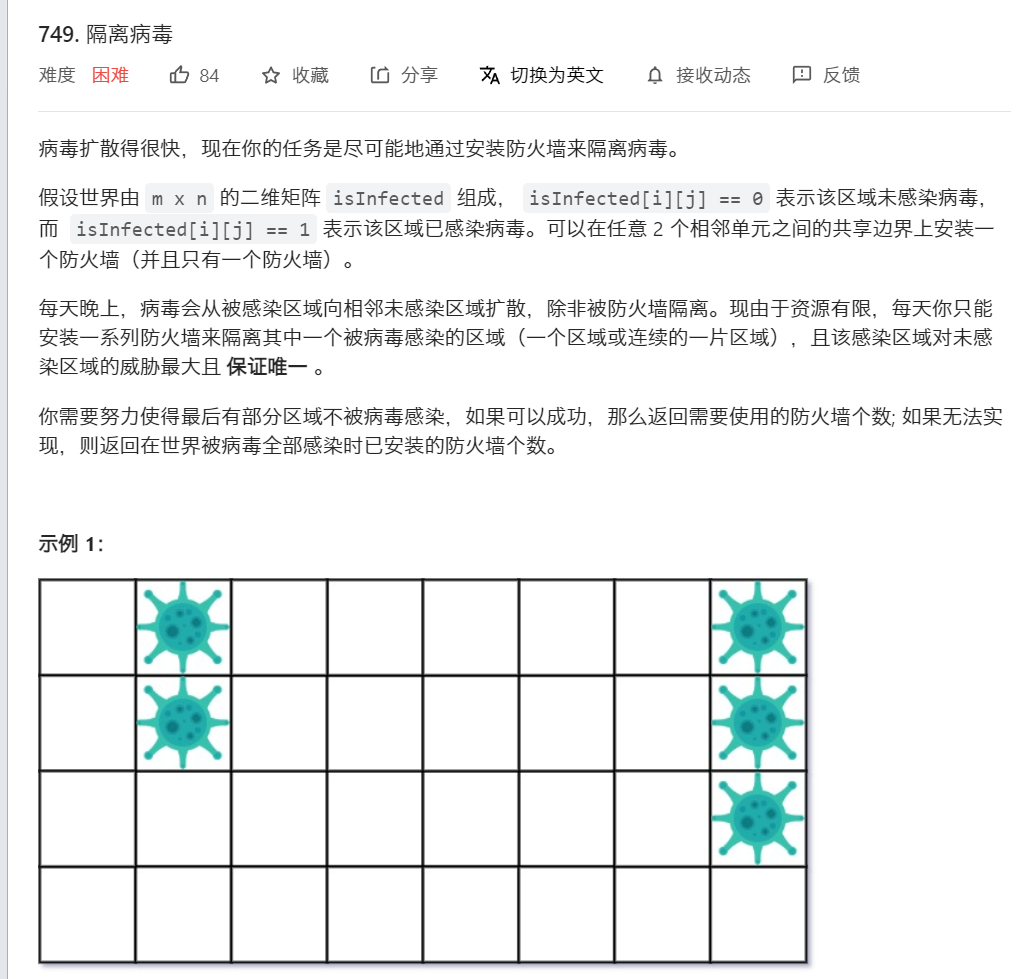 749. 隔离病毒
难度 困难 84 收藏 分享 切换为英文 接收动态 反馈
病毒扩散得很快，现在你的任务是尽可能地通过安装防火墙来隔离病毒。
假设世界由 m x n 的二维矩阵 isInfected 组成， isInfected[i][j] == 0 表示该区域未感染病毒，
而 isInfected[i][j] == 1 表示该区域已感染病毒。可以在任意 2 个相邻单元之间的共享边界上安装一
个防火墙（并且只有一个防火墙）。
每天晚上，病毒会从被感染区域向相邻未感染区域扩散，除非被防火墙隔离。现由于资源有限，每天你只能
安装一系列防火墙来隔离其中一个被病毒感染的区域（一个区域或连续的一片区域），且该感染区域对未感
染区域的威胁最大且 保证唯一 。
你需要努力使得最后有部分区域不被病毒感染，如果可以成功，那么返回需要使用的防火墙个数; 如果无法实
现，则返回在世界被病毒全部感染时已安装的防火墙个数。
示例 1：